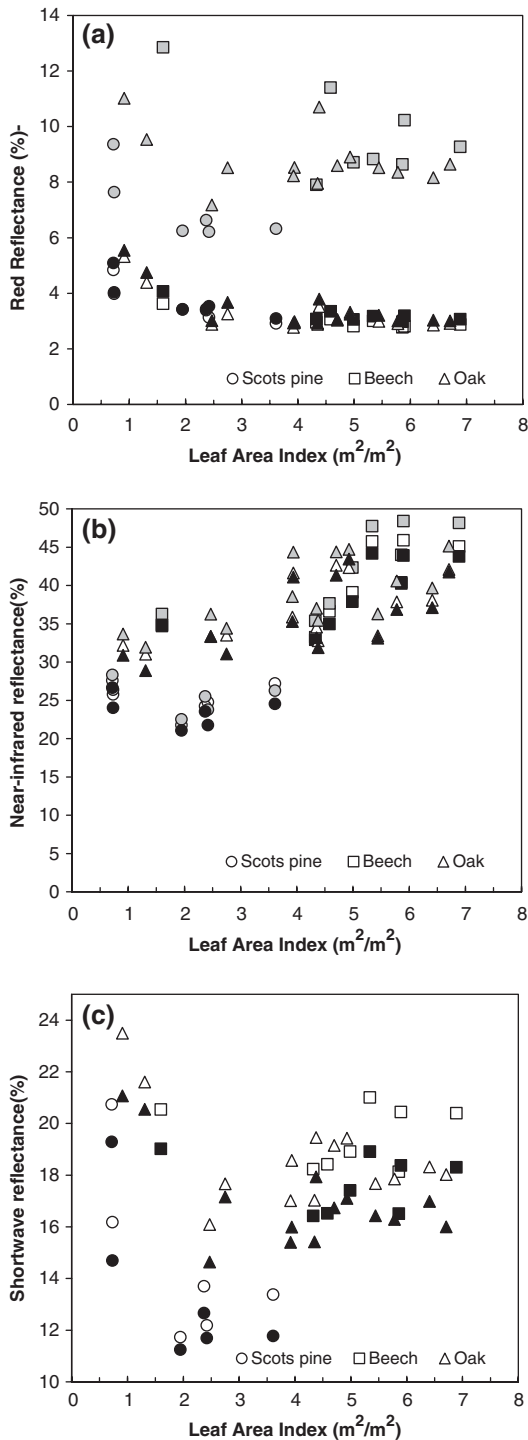 (a)
14
12
10
8
6
4
2
0
Red Reflectance (%)-
Scots pine Beech Oak
0 1 2 3 4 5 6 7 8
Leaf Area Index (m²/m²)
(b)
50
45
40
35
30
25
20
15
10
5
0
Near-infrared reflectance(%)
Scots pine Beech Oak
0 1 2 3 4 5 6 7 8
Leaf Area Index (m²/m²)
(c)
24
22
20
18
16
14
12
10
Shortwave reflectance(%)
Scots pine Beech Oak
0 1 2 3 4 5 6 7 8
Leaf Area Index (m²/m²)